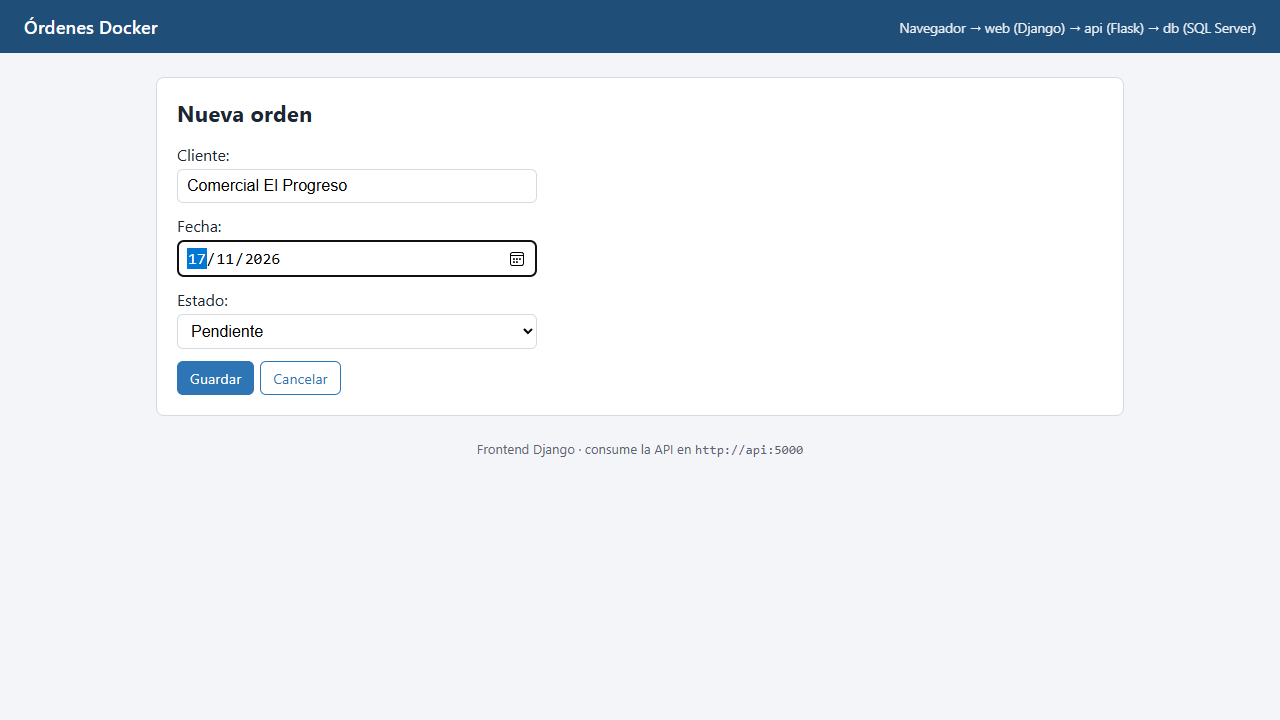 Órdenes Docker
Navegador → web (Django) → api (Flask) → db (SQL Server)
Nueva orden
Cliente:
Comercial El Progreso
Fecha:
17/11/2026
Estado:
Pendiente
Guardar
Cancelar
Frontend Django · consume la API en http://api:5000